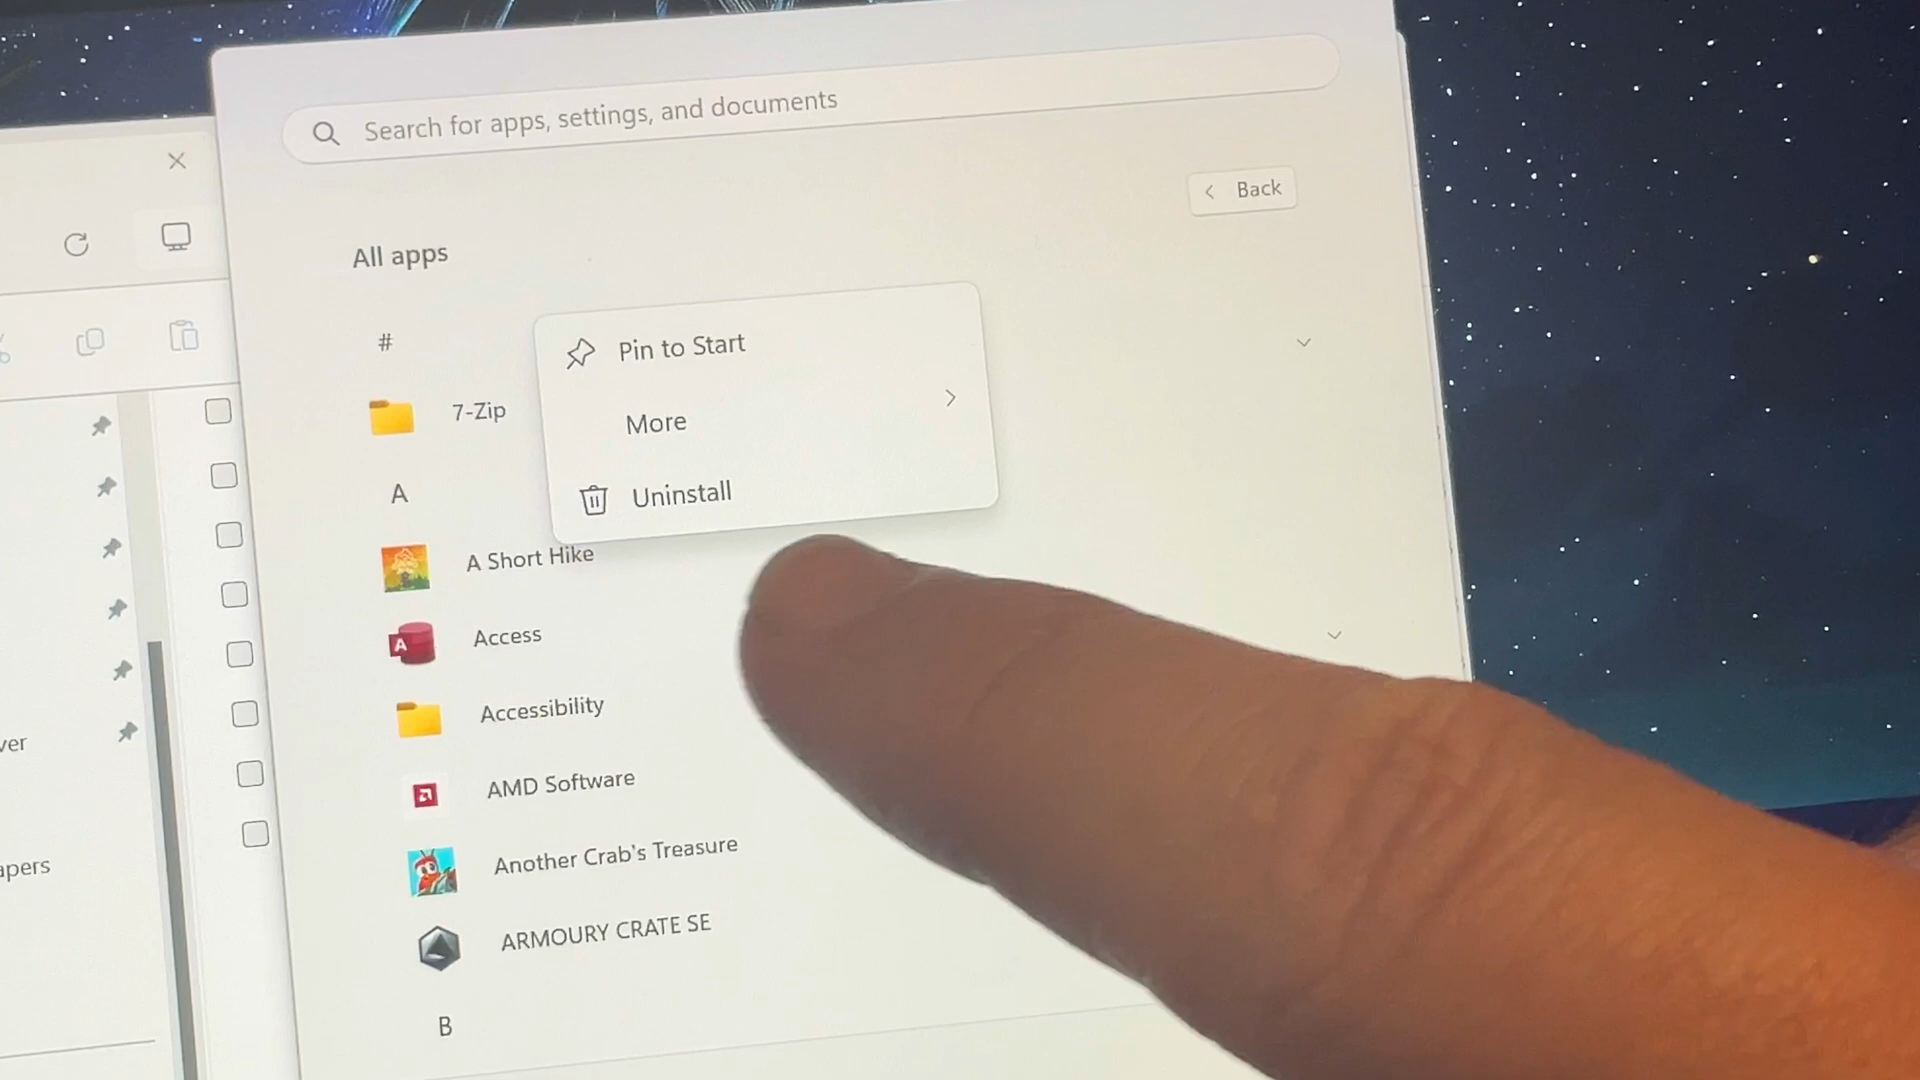 Search for apps, settings, and documents
Back
All apps
#
Pin to Start
7-Zip
More
A
Uninstall
A Short Hike
A
Access
Accessibility
ver
AMD Software
Another Crab's Treasure
apers
ARMOURY CRATE SE
B